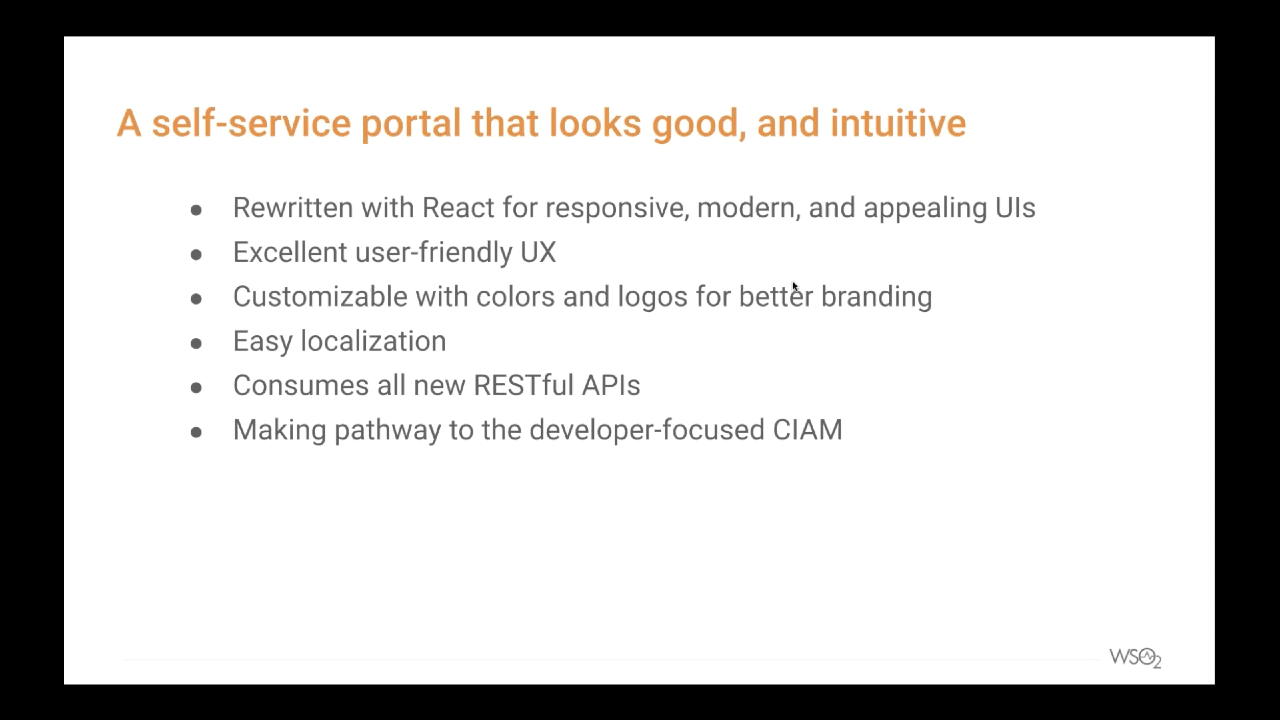 A self-service portal that looks good, and intuitive
● Rewritten with React for responsive, modern, and appealing UIs
● Excellent user-friendly UX
● Customizable with colors and logos for better branding
● Easy localization
● Consumes all new RESTful APIs
● Making pathway to the developer-focused CIAM
WSO2